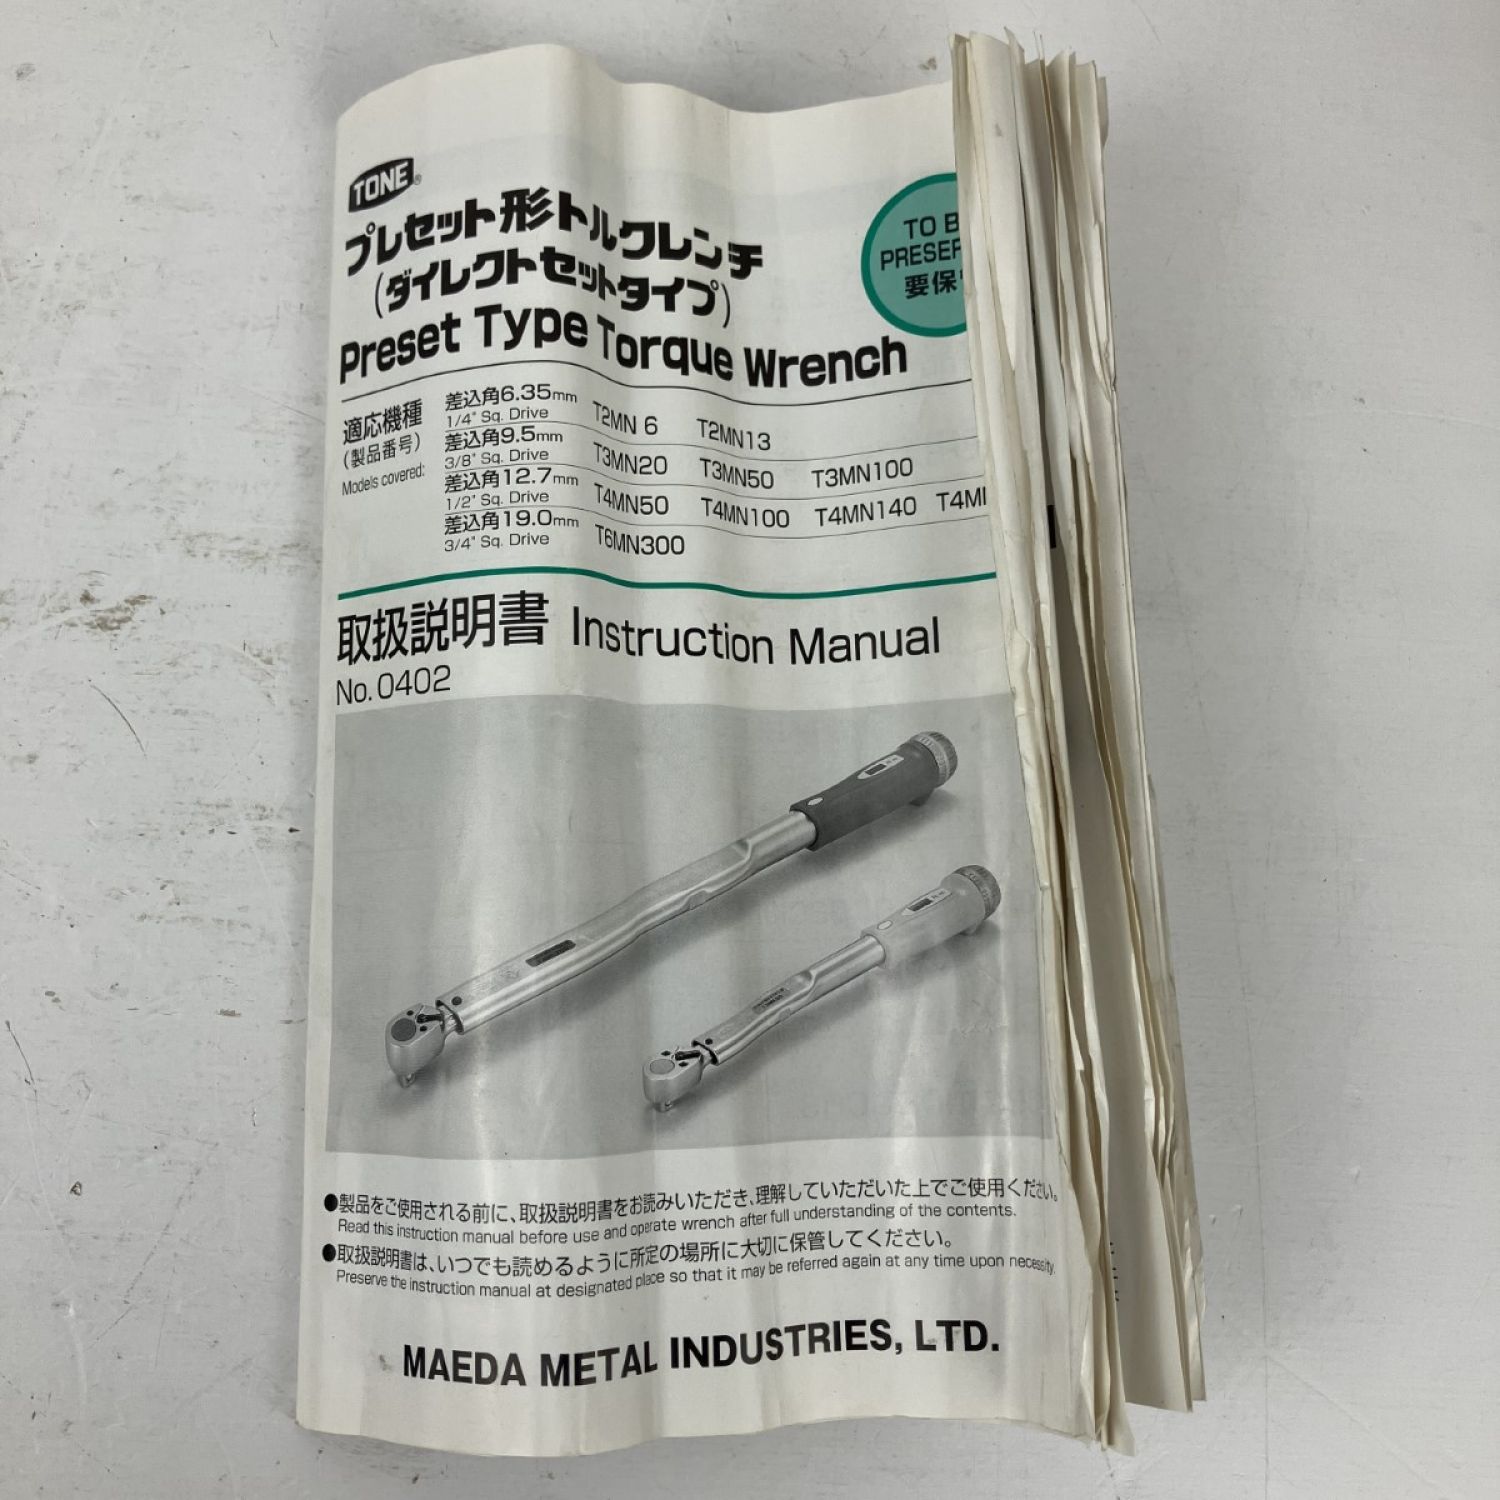 TONE®
プレセット形トルクレンチ
(ダイレクトセットタイプ)
Preset Type Torque Wrench
TO B
PRESER
要保
適応機種
(製品番号)
Models covered:
差込角6.35mm
1/4" Sq. Drive
T2MN 6 T2MN13
差込角9.5mm
3/8" Sq. Drive
T3MN20 T3MN50 T3MN100
差込角12.7mm
1/2" Sq. Drive
T4MN50 T4MN100 T4MN140
差込角19.0mm
3/4" Sq. Drive
T6MN300
取扱説明書 Instruction Manual
No. 0402
●製品をご使用される前に、取扱説明書をお読みいただき、理解していただいた上でご使用ください。
Read this instruction manual before use and operate wrench after full understanding of the contents.
●取扱説明書は、いつでも読めるように所定の場所に大切に保管してください。
Preserve the instruction manual at designated place so that it may be referred again at any time upon necessity.
MAEDA METAL INDUSTRIES, LTD.